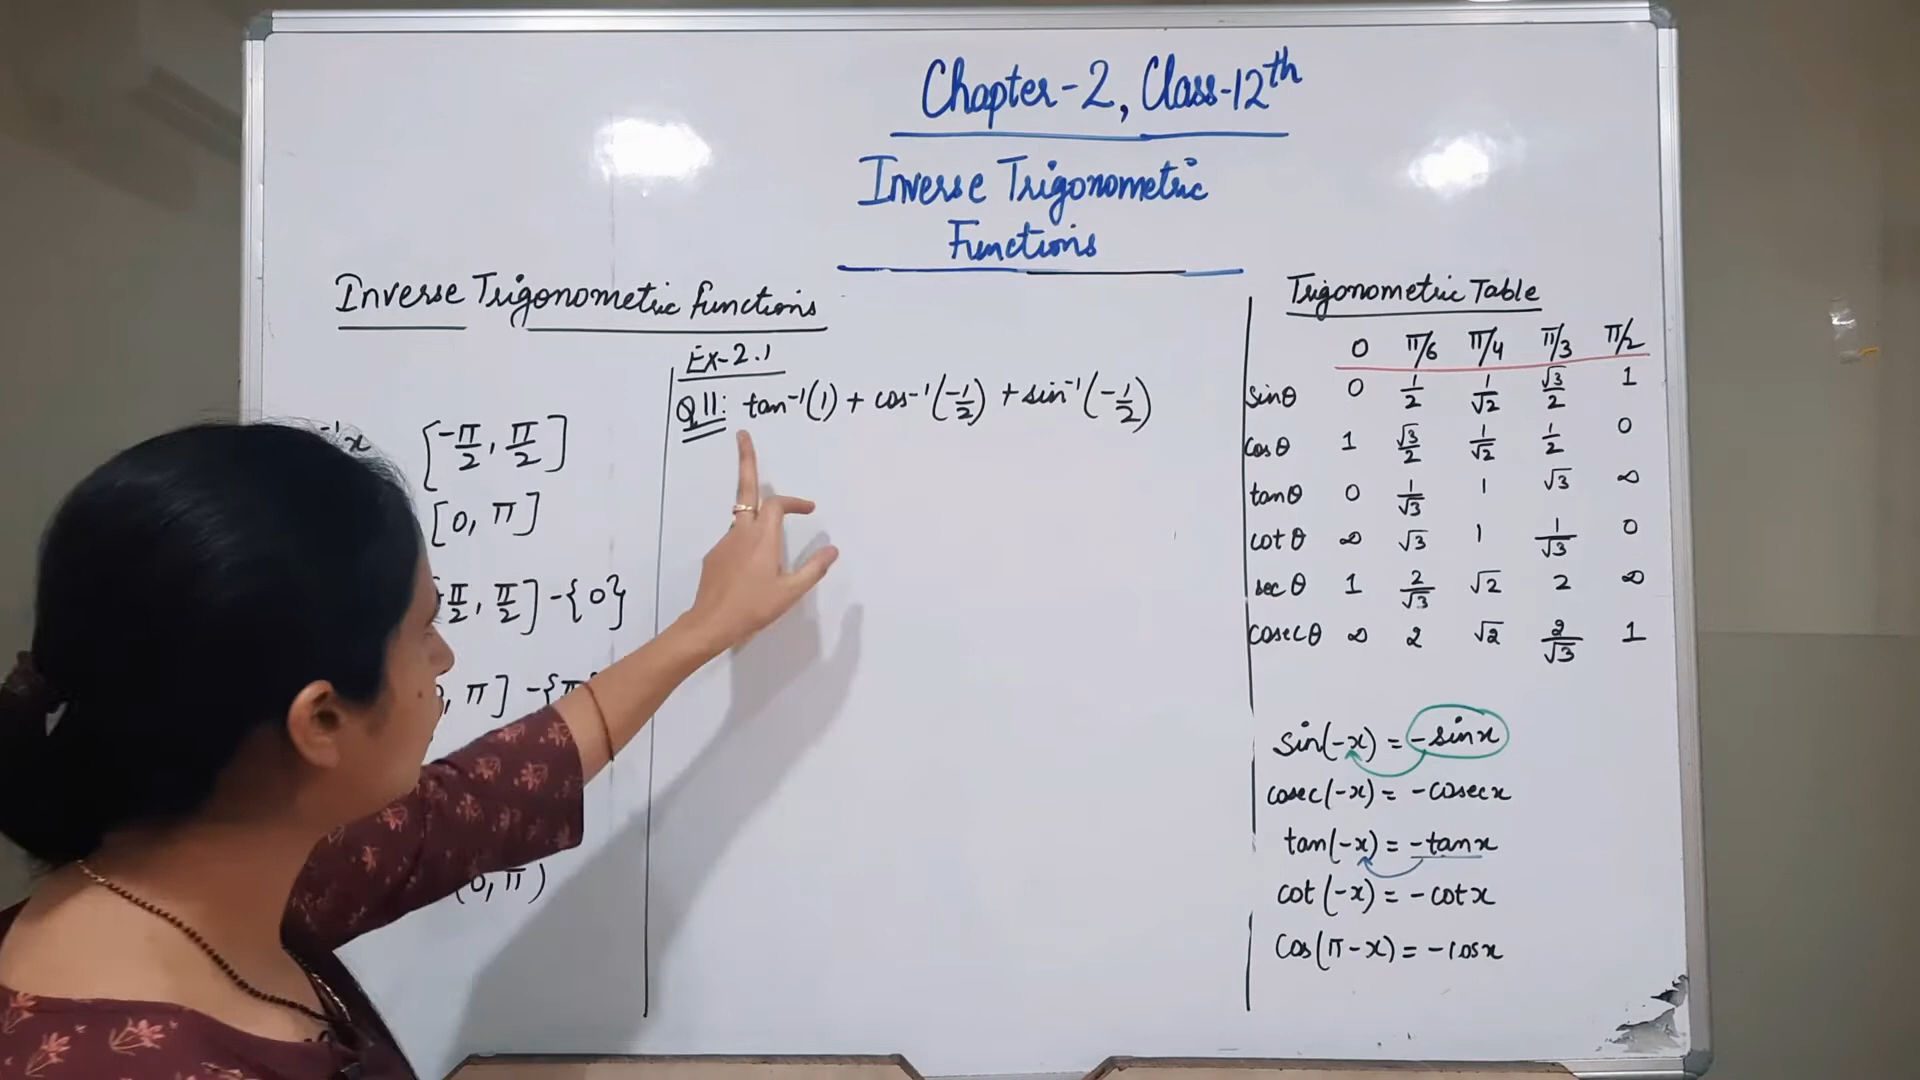 Chapter-2, Class-12th
Inverse Trigonometric
Functions
Inverse Trigonometric functions
⁻¹x [-π/2, π/2]
[0, π]
π/2, π/2] - {0}
, π] - {π
(0, π)
Ex-2.1
Q11: tan⁻¹(1) + cos⁻¹(-1/2) + sin⁻¹(-1/2)
Trigonometric Table
0 π/6 π/4 π/3 π/2
sinθ 0 1/2 1/√2 √3/2 1
cosθ 1 √3/2 1/√2 1/2 0
tanθ 0 1/√3 1 √3 ∞
cotθ ∞ √3 1 1/√3 0
secθ 1 2/√3 √2 2 ∞
cosecθ ∞ 2 √2 2/√3 1
sin(-x) = -sinx
cosec(-x) = -cosecx
tan(-x) = -tanx
cot(-x) = -cotx
cos(π-x) = -cosx